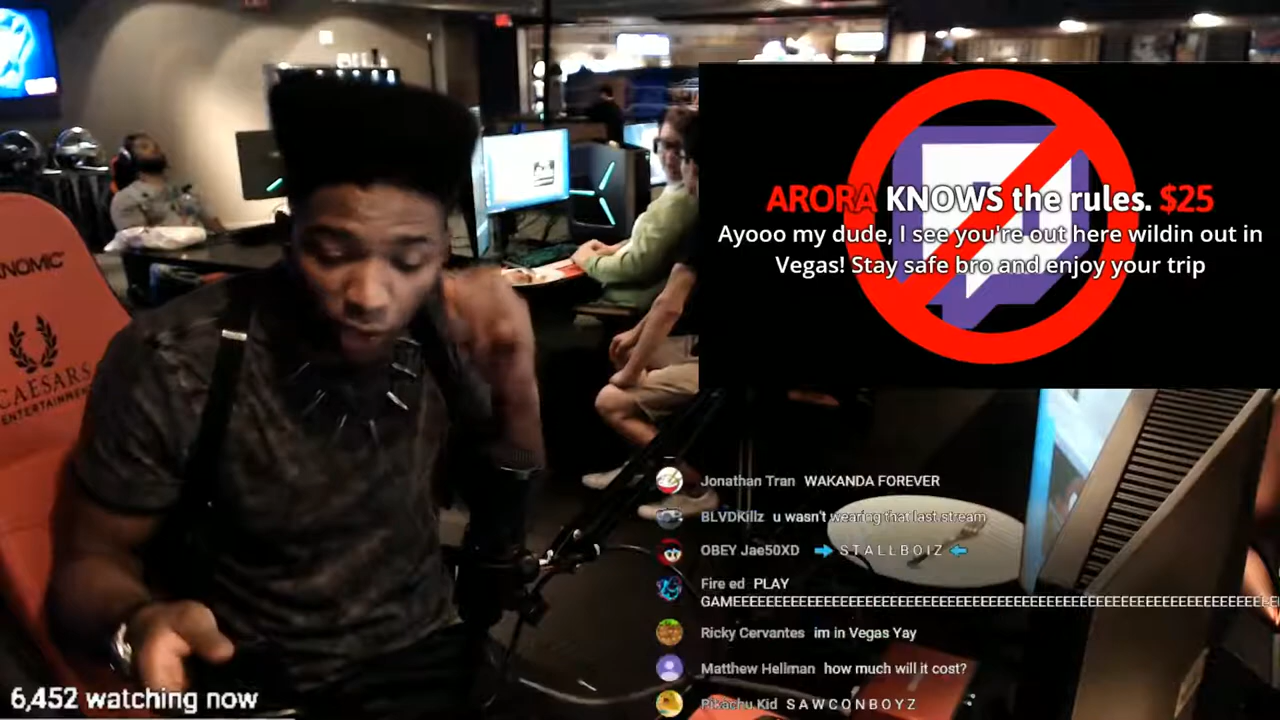 ARORA KNOWS the rules. $25
Ayooo my dude, I see you're out here wildin out in
Vegas! Stay safe bro and enjoy your trip
NOMIC
CAESARS
ENTERTAINMENT
Jonathan Tran WAKANDA FOREVER
BLVDKillz u wasn't wearing that last stream
OBEY Jae50XD S T A L L B O I Z
Fire ed PLAY
Ricky Cervantes im in Vegas Yay
Matthew Hellman how much will it cost?
Pikachu Kid S A W C O N B O Y Z
6,452 watching now